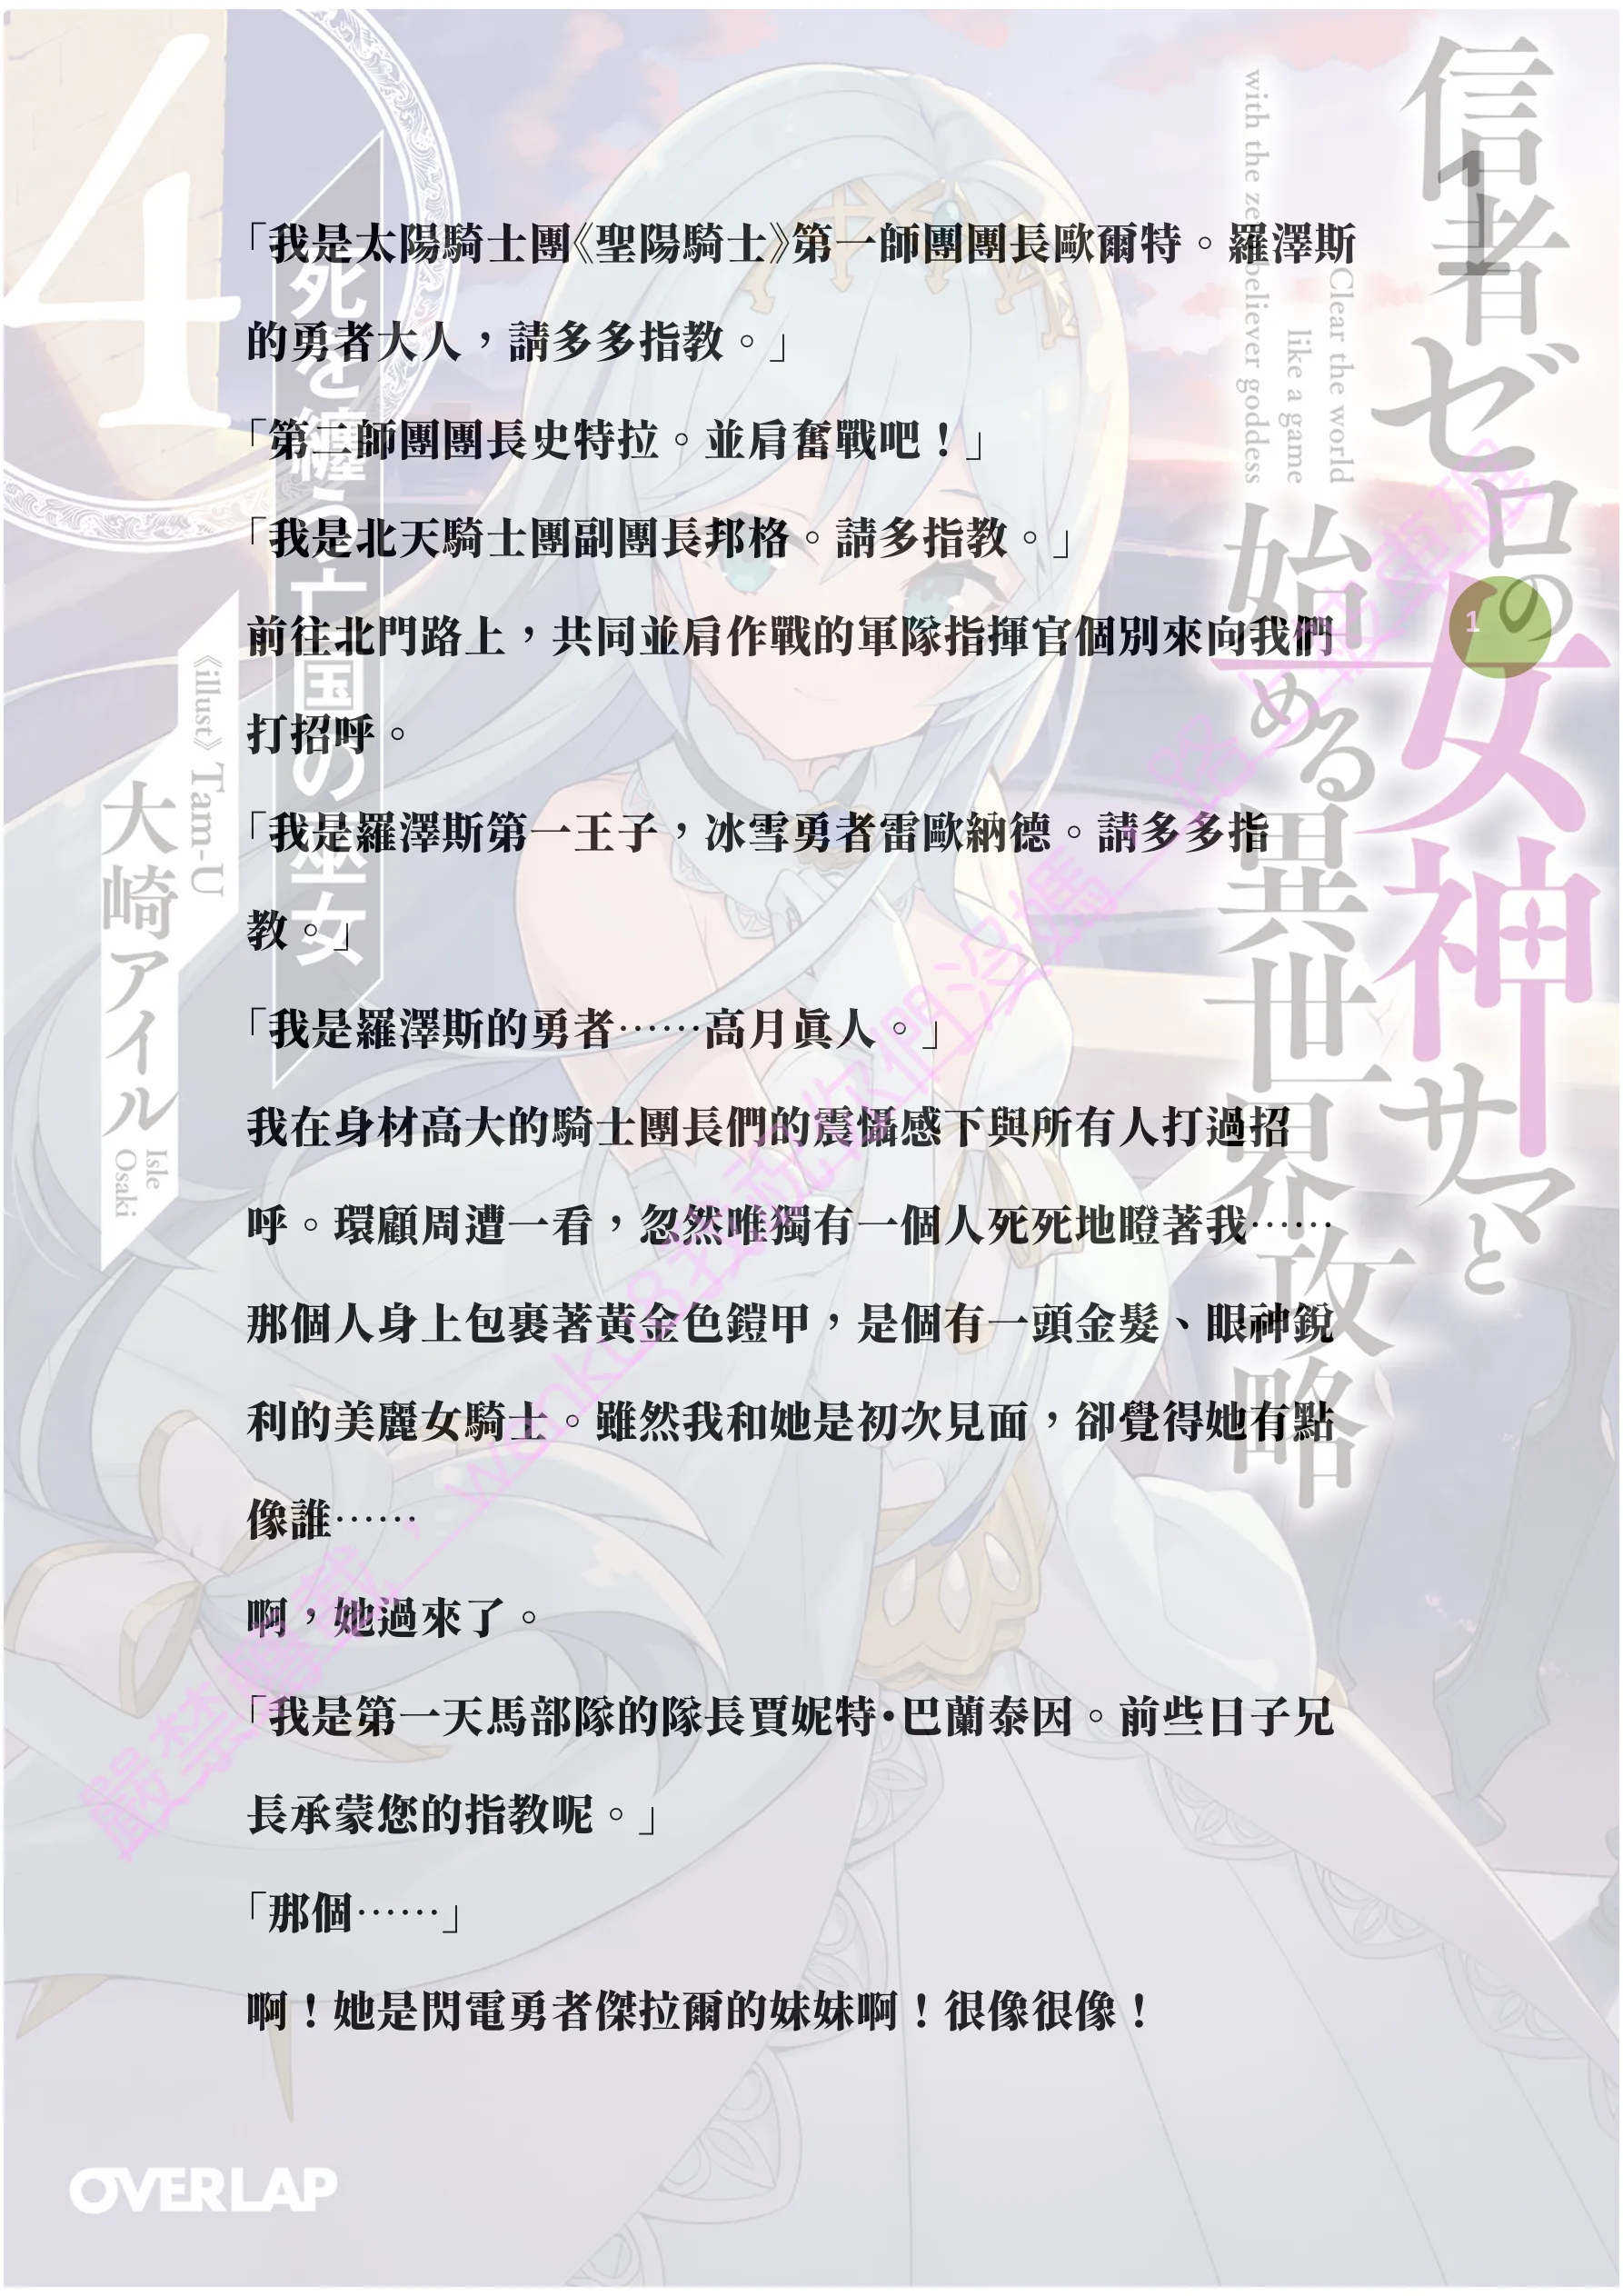 「我是太陽騎士團《聖陽騎士》第一師團團長歐爾特。羅澤斯
的勇者大人，請多多指教。」
「第二師團團長史特拉。並肩奮戰吧！」
「我是北天騎士團副團長邦格。請多指教。」
前往北門路上，共同並肩作戰的軍隊指揮官個別來向我們
打招呼。
「我是羅澤斯第一王子，冰雪勇者雷歐納德。請多多指
教。」
「我是羅澤斯的勇者⋯⋯高月眞人。」
我在身材高大的騎士團長們的震懾感下與所有人打過招
呼。環顧周遭一看，忽然唯獨有一個人死死地瞪著我⋯⋯
那個人身上包裹著黃金色鎧甲，是個有一頭金髮、眼神銳
利的美麗女騎士。雖然我和她是初次見面，卻覺得她有點
像誰⋯⋯
啊，她過來了。
「我是第一天馬部隊的隊長賈妮特•巴蘭泰因。前些日子兄
長承蒙您的指教呢。」
「那個⋯⋯」
啊！她是閃電勇者傑拉爾的妹妹啊！很像很像！
信者ゼロの女神サマと
始める異世界攻略
Clear the world
like a game
with the zero believer goddess
1
1
4
死を纏う亡国の巫女
《illust》Tam-U
大崎アイル
Isle
Osaki
OVERLAP